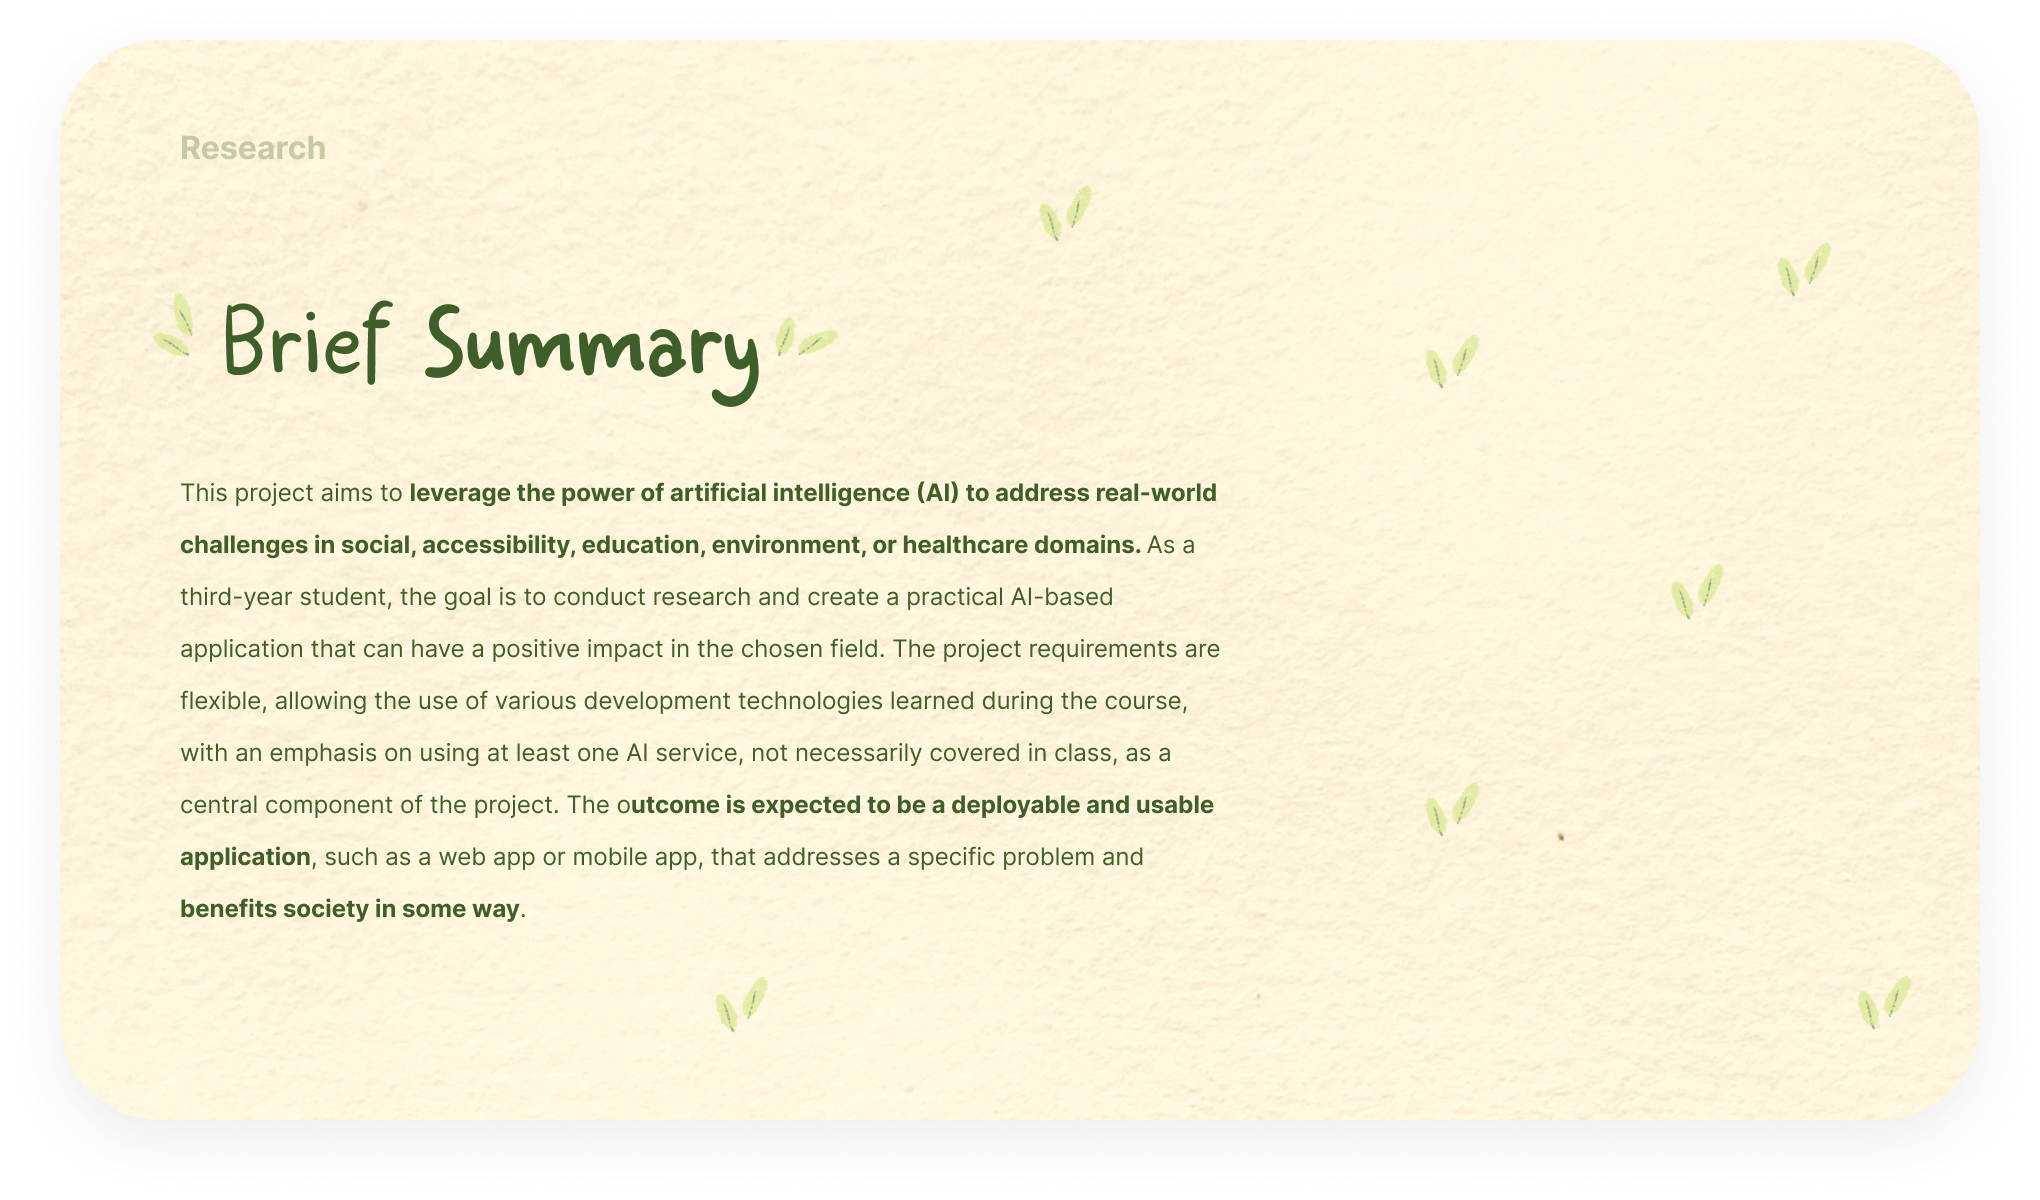 Research
Brief Summary
This project aims to leverage the power of artificial intelligence (AI) to address real-world
challenges in social, accessibility, education, environment, or healthcare domains. As a
third-year student, the goal is to conduct research and create a practical AI-based
application that can have a positive impact in the chosen field. The project requirements are
flexible, allowing the use of various development technologies learned during the course,
with an emphasis on using at least one AI service, not necessarily covered in class, as a
central component of the project. The outcome is expected to be a deployable and usable
application, such as a web app or mobile app, that addresses a specific problem and
benefits society in some way.